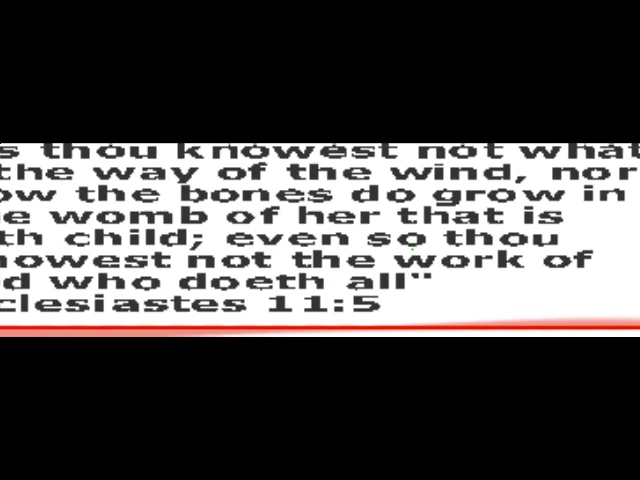 s thou knowest not what
the way of the wind, nor
ow the bones do grow in
e womb of her that is
th child; even so thou
nowest not the work of
d who doeth all"
clesiastes 11:5